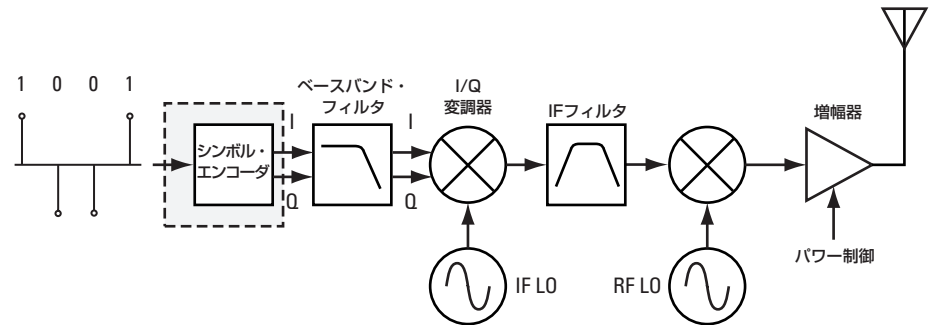 1 0 0 1
シンボル・
エンコーダ
I
Q
ベースバンド・
フィルタ
I
Q
I/Q
変調器
IF LO
IFフィルタ
RF LO
増幅器
パワー制御